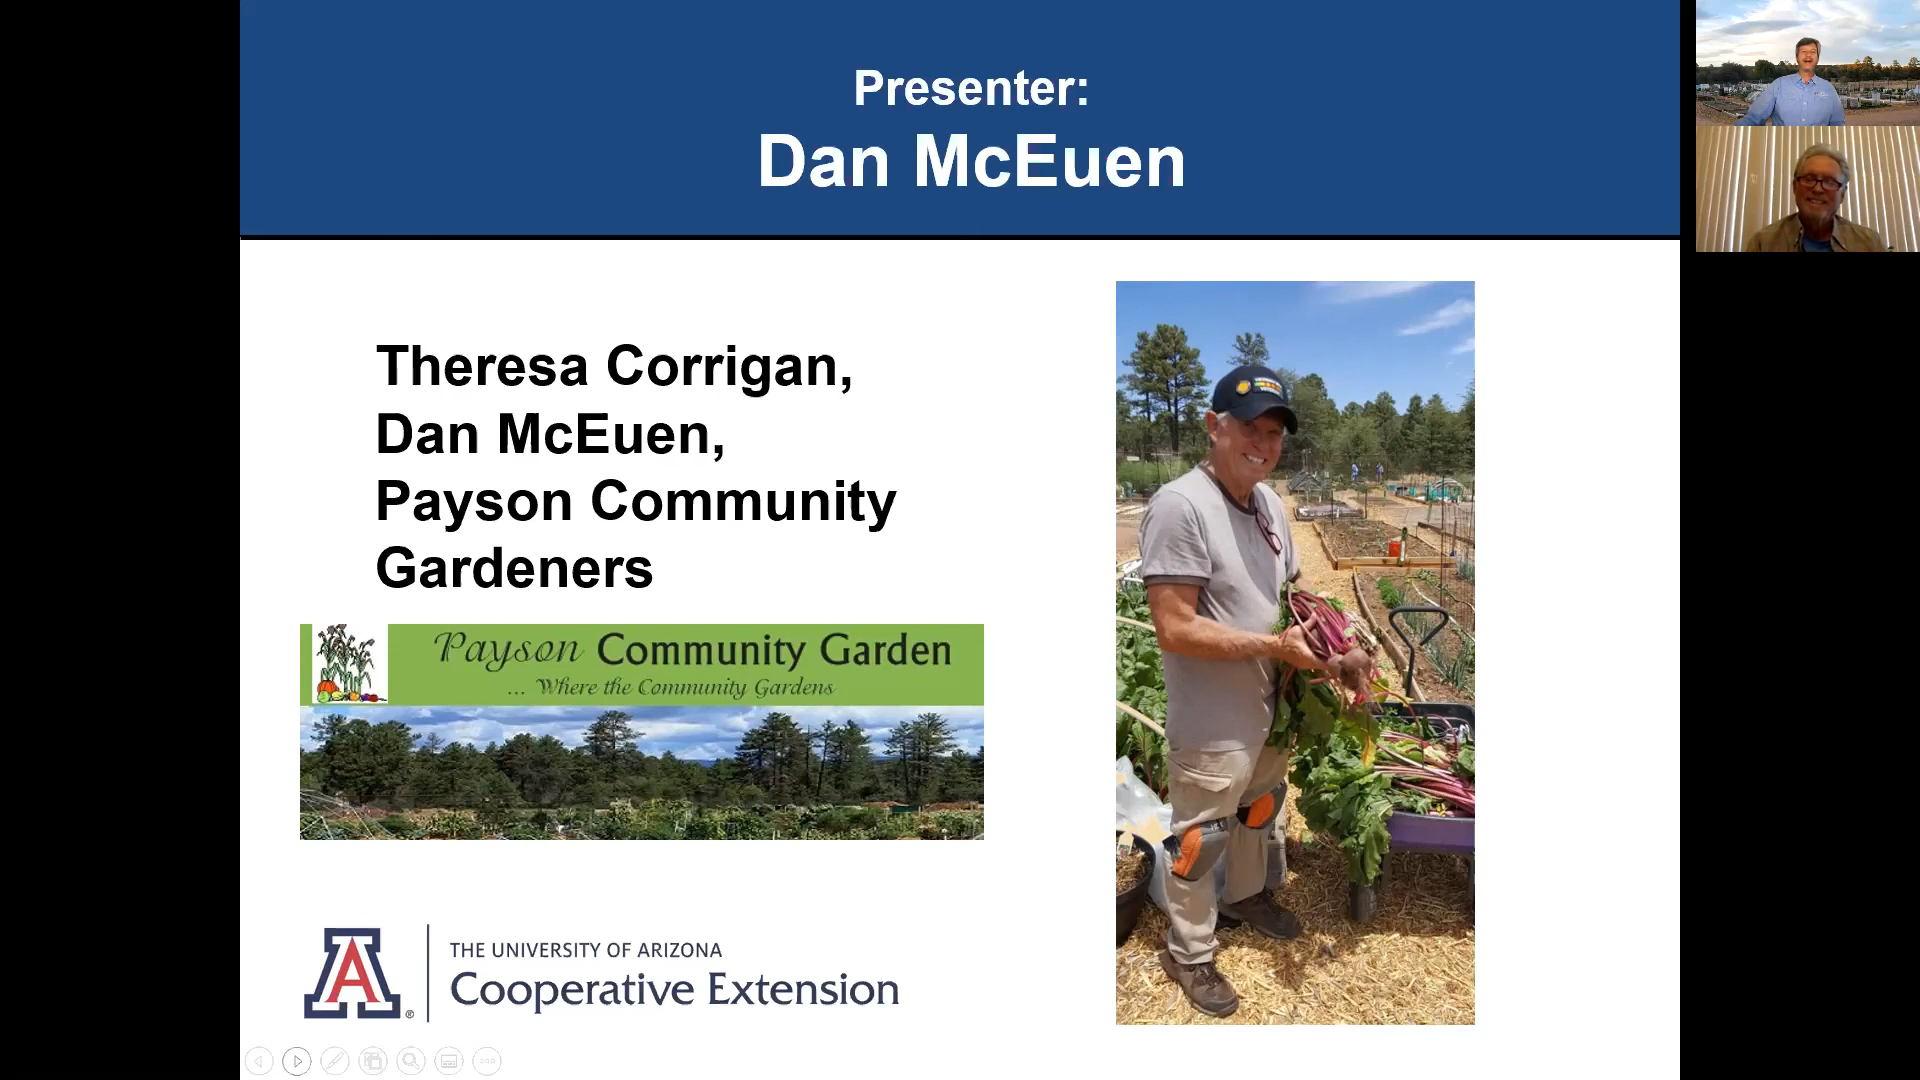 Presenter:
Dan McEuen
Theresa Corrigan,
Dan McEuen,
Payson Community
Gardeners
Payson Community Garden
... Where the Community Gardens
A
®
THE UNIVERSITY OF ARIZONA
Cooperative Extension